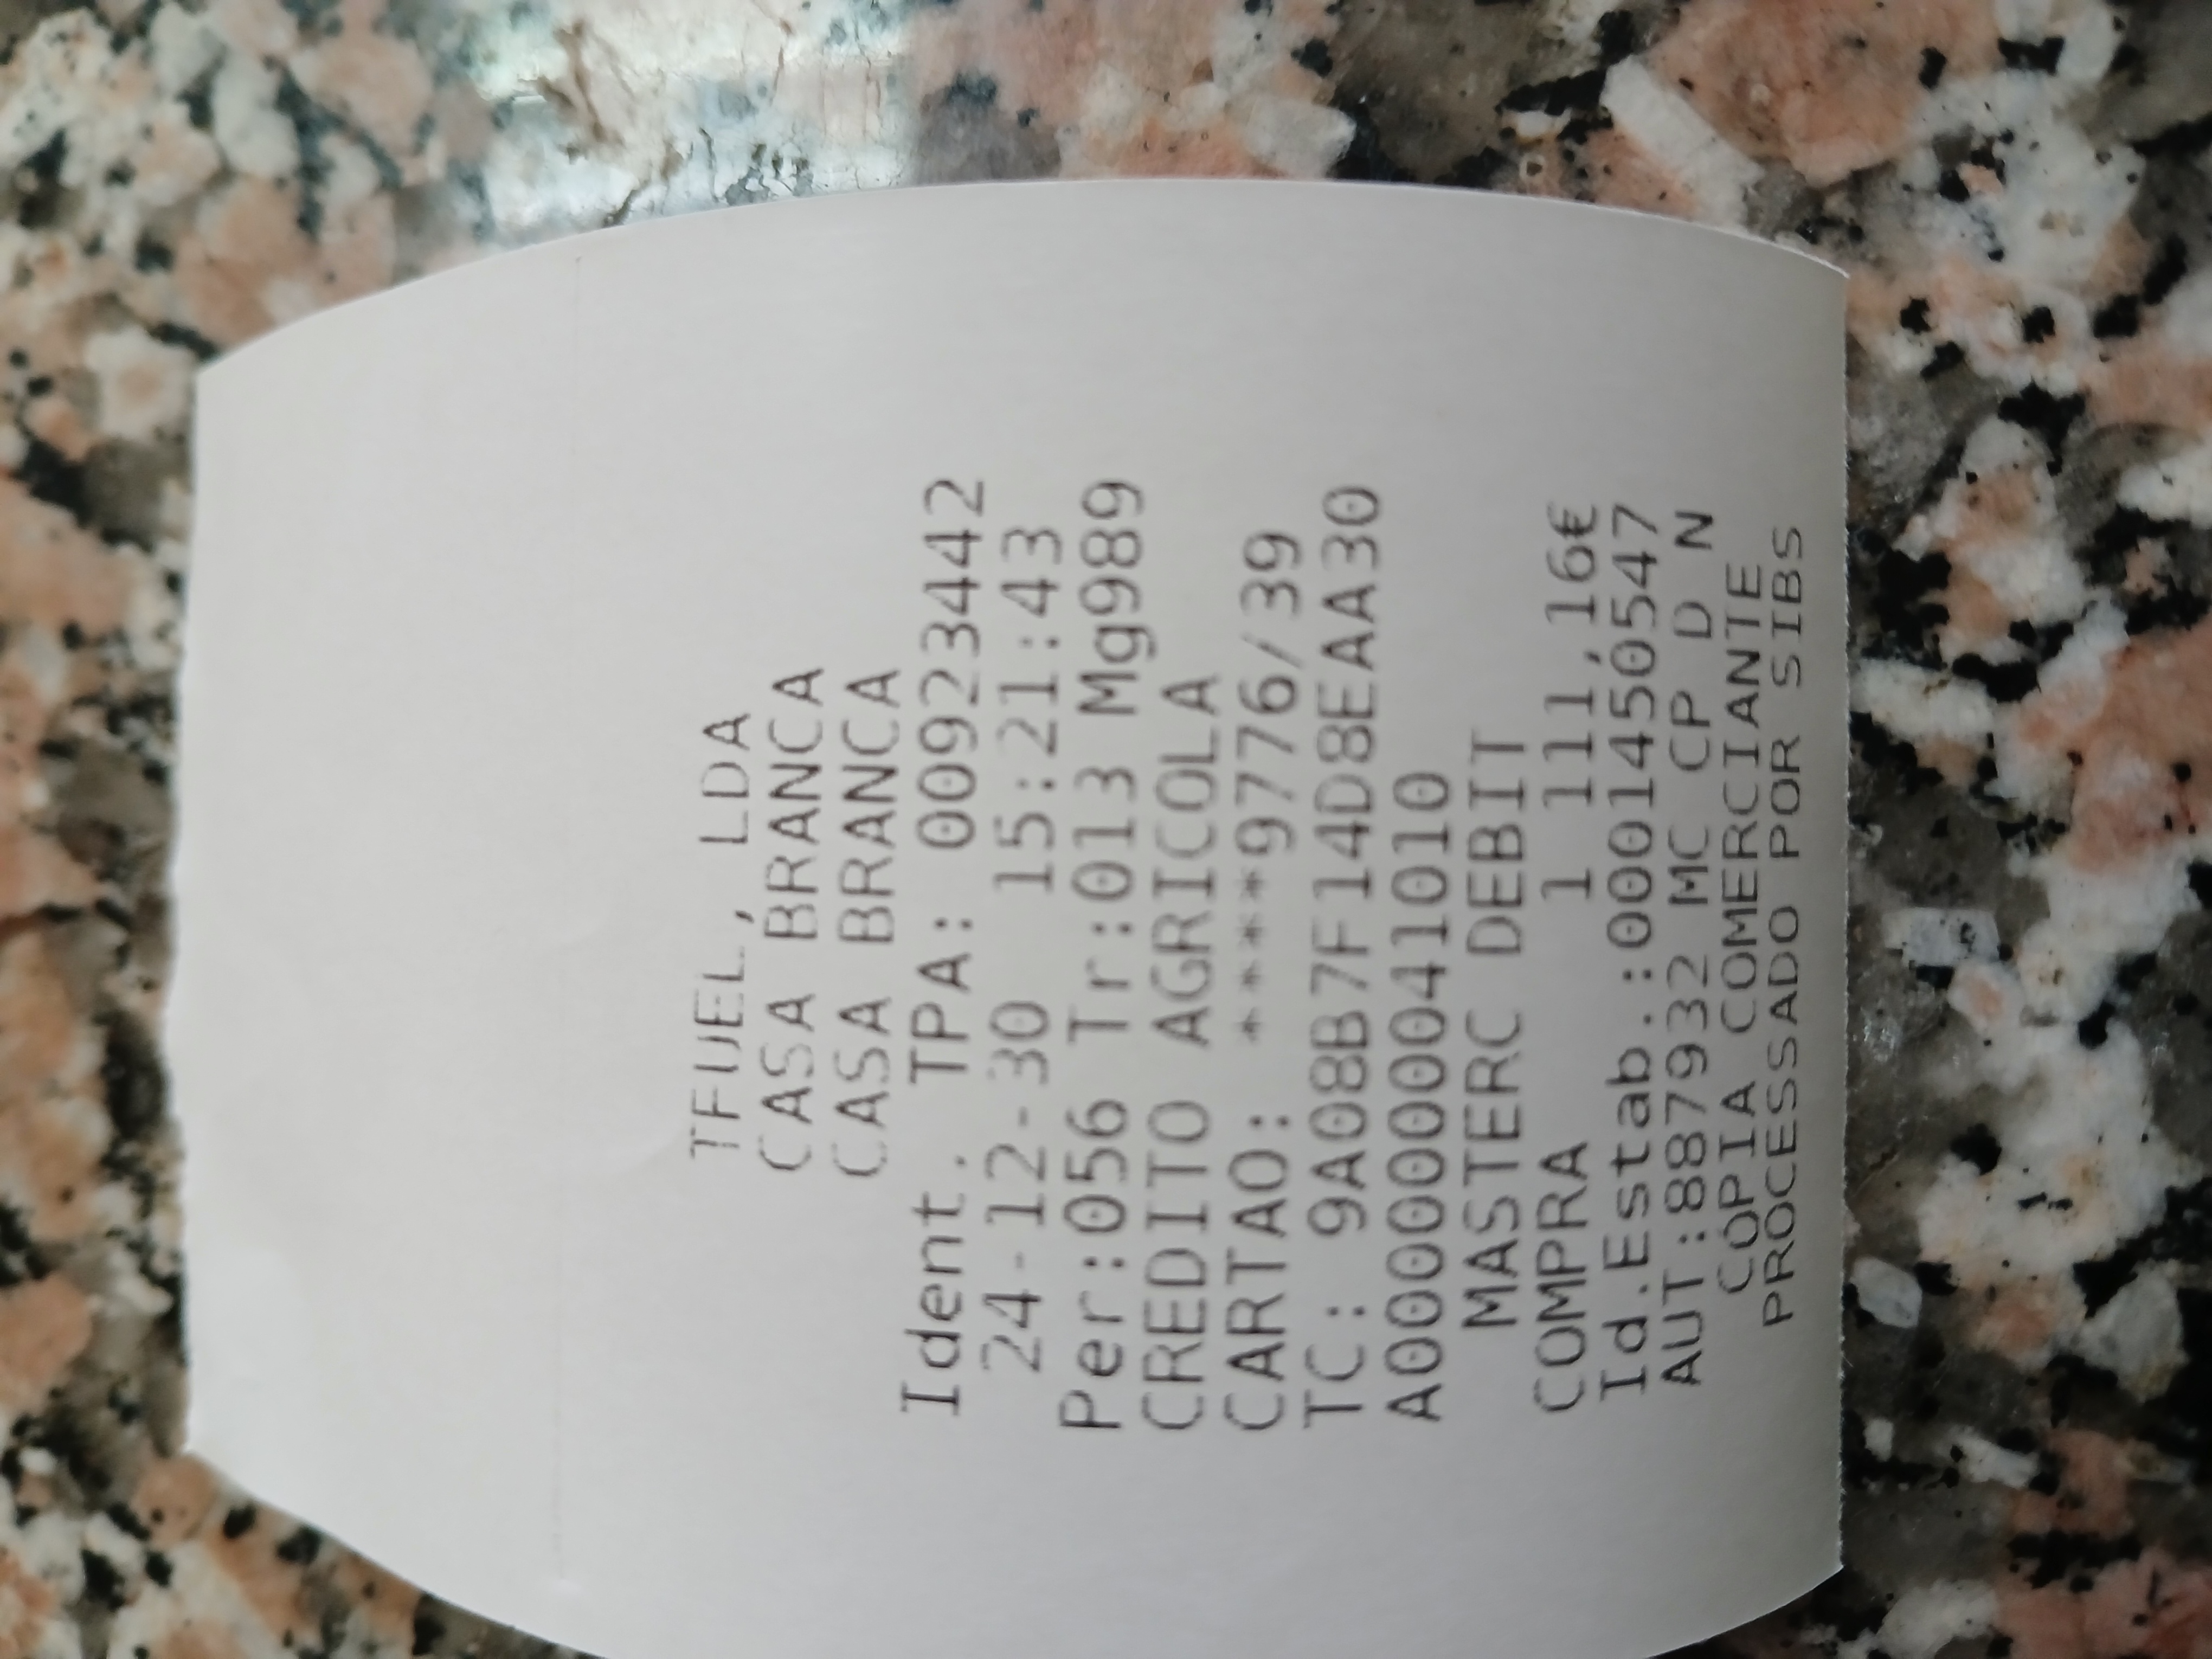 TFUEL, LDA
CASA BRANCA
CASA BRANCA
Ident. TPA: 00923442
24-12-30 15:21:43
Per:056 Tr:013 Mg989
CREDITO AGRICOLA
CARTAO: ****9776/39
TC: 9A08B7F14D8EAA30
A0000000041010
MASTERC DEBIT
COMPRA 1 111,16€
Id.Estab.:0001450547
AUT:887932 MC CP D N
COPIA COMERCIANTE
PROCESSADO POR SIBS